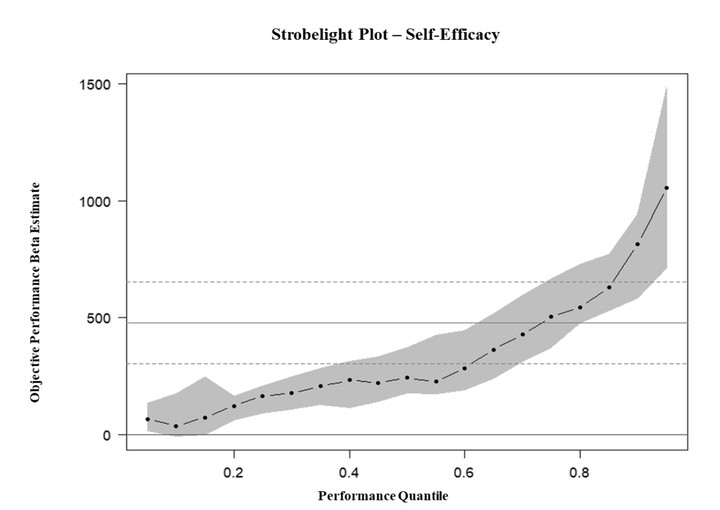 Strobelight Plot – Self-Efficacy
Objective Performance Beta Estimate
1500
1000
500
0
0.2 0.4 0.6 0.8
Performance Quantile